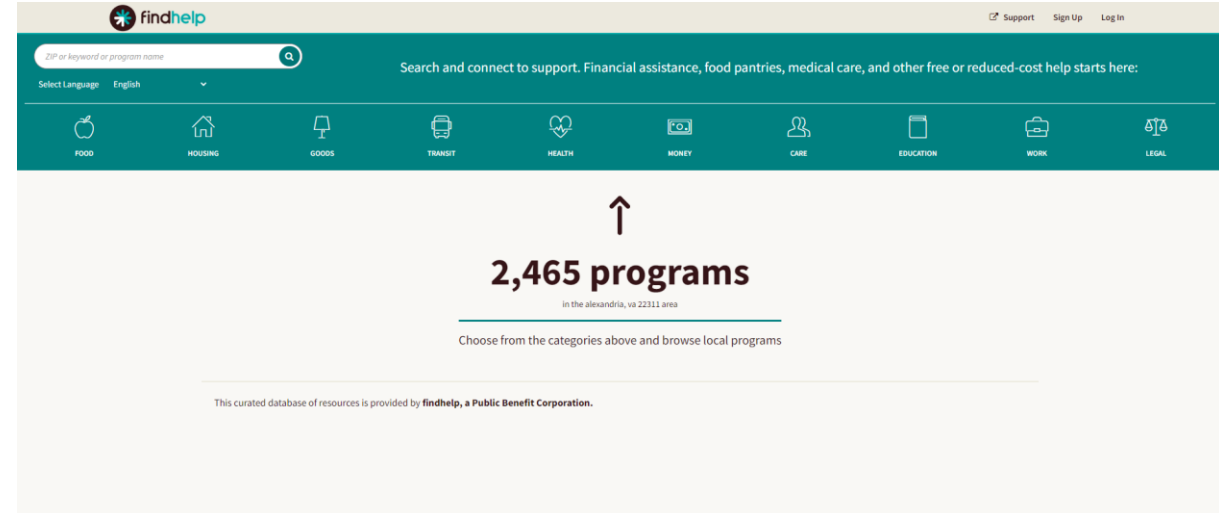 findhelp
Support Sign Up Log In
ZIP or keyword or program name
Search and connect to support. Financial assistance, food pantries, medical care, and other free or reduced-cost help starts here:
Select Language English
FOOD HOUSING GOODS TRANSIT HEALTH MONEY CARE EDUCATION WORK LEGAL
2,465 programs
in the alexandria, va 22311 area
Choose from the categories above and browse local programs
This curated database of resources is provided by findhelp, a Public Benefit Corporation.